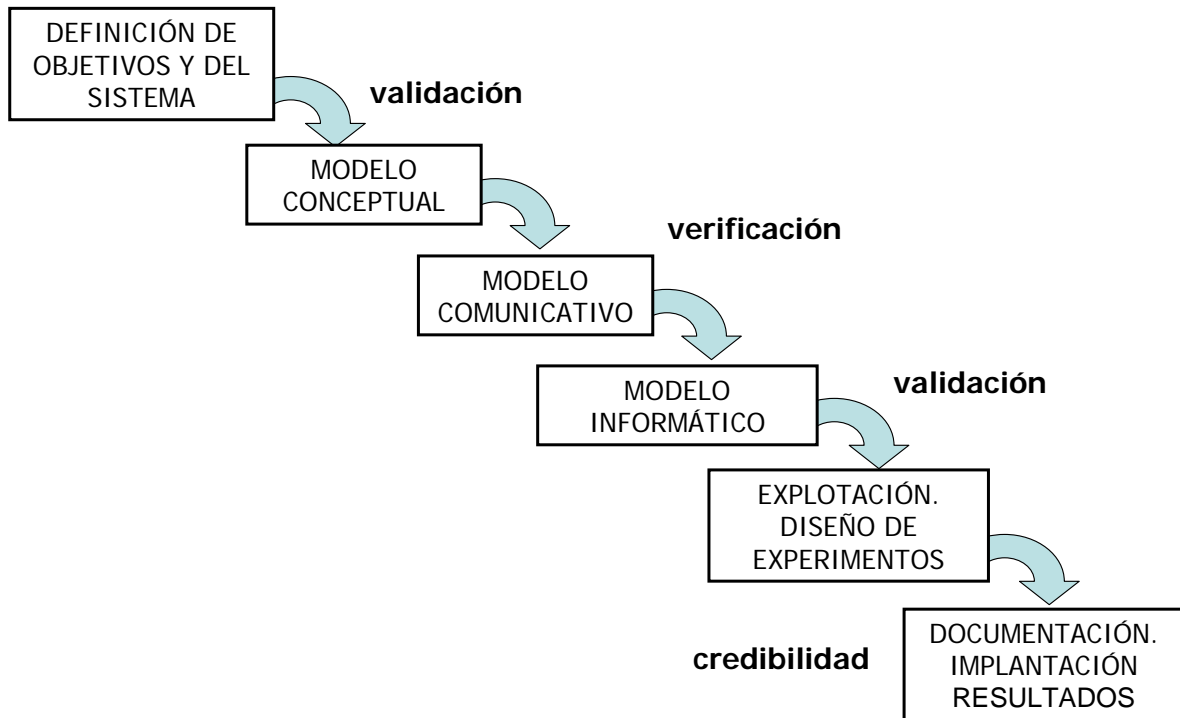 DEFINICIÓN DE
OBJETIVOS Y DEL
SISTEMA
validación
MODELO
CONCEPTUAL
verificación
MODELO
COMUNICATIVO
validación
MODELO
INFORMÁTICO
EXPLOTACIÓN.
DISEÑO DE
EXPERIMENTOS
credibilidad
DOCUMENTACIÓN.
IMPLANTACIÓN
RESULTADOS